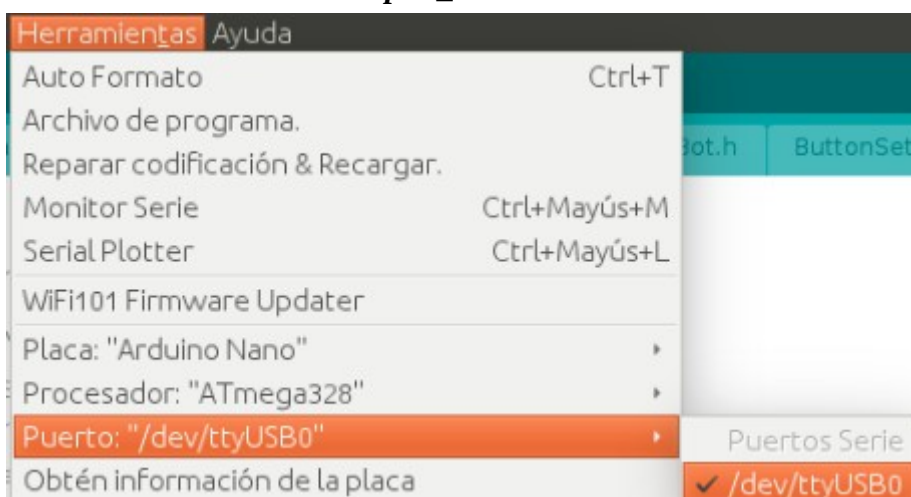 Herramientas Ayuda
Auto Formato Ctrl+T
Archivo de programa.
Reparar codificación & Recargar.
Bot.h ButtonSet
Monitor Serie Ctrl+Mayús+M
Serial Plotter Ctrl+Mayús+L
WiFi101 Firmware Updater
Placa: "Arduino Nano"
Procesador: "ATmega328"
Puerto: "/dev/ttyUSB0"
Puertos Serie
Obtén información de la placa
✓ /dev/ttyUSB0